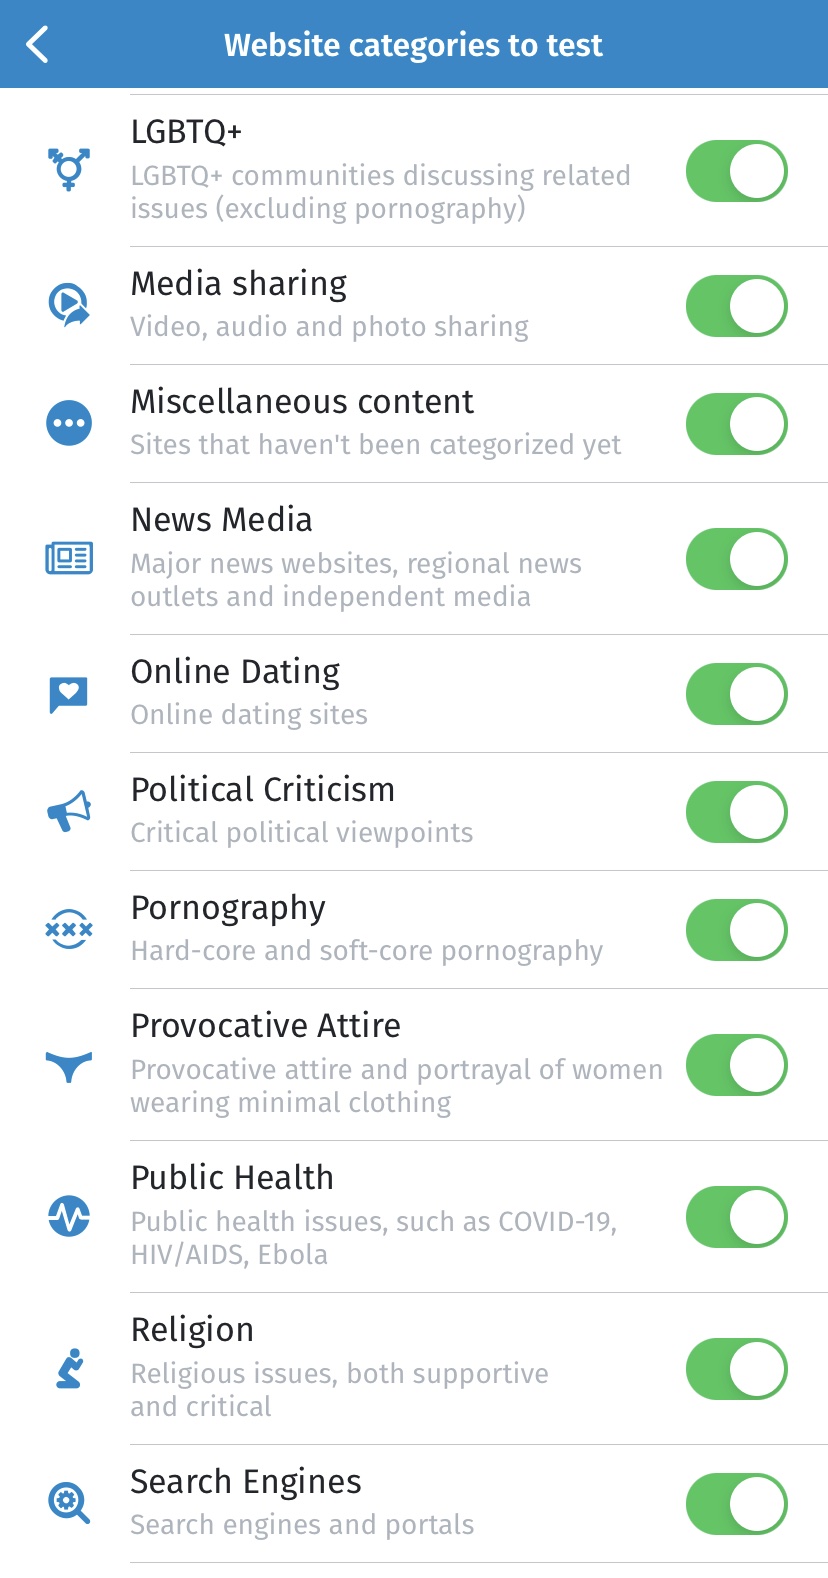 Website categories to test
LGBTQ+
LGBTQ+ communities discussing related
issues (excluding pornography)
Media sharing
Video, audio and photo sharing
Miscellaneous content
Sites that haven't been categorized yet
News Media
Major news websites, regional news
outlets and independent media
Online Dating
Online dating sites
Political Criticism
Critical political viewpoints
Pornography
Hard-core and soft-core pornography
Provocative Attire
Provocative attire and portrayal of women
wearing minimal clothing
Public Health
Public health issues, such as COVID-19,
HIV/AIDS, Ebola
Religion
Religious issues, both supportive
and critical
Search Engines
Search engines and portals